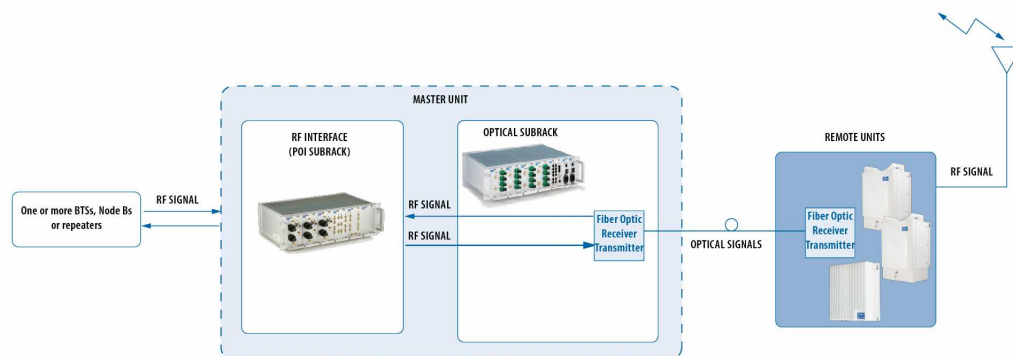 MASTER UNIT
RF INTERFACE
(POI SUBRACK)
OPTICAL SUBRACK
REMOTE UNITS
One or more BTSs, Node Bs
or repeaters
RF SIGNAL
RF SIGNAL
RF SIGNAL
Fiber Optic
Receiver
Transmitter
OPTICAL SIGNALS
Fiber Optic
Receiver
Transmitter
RF SIGNAL